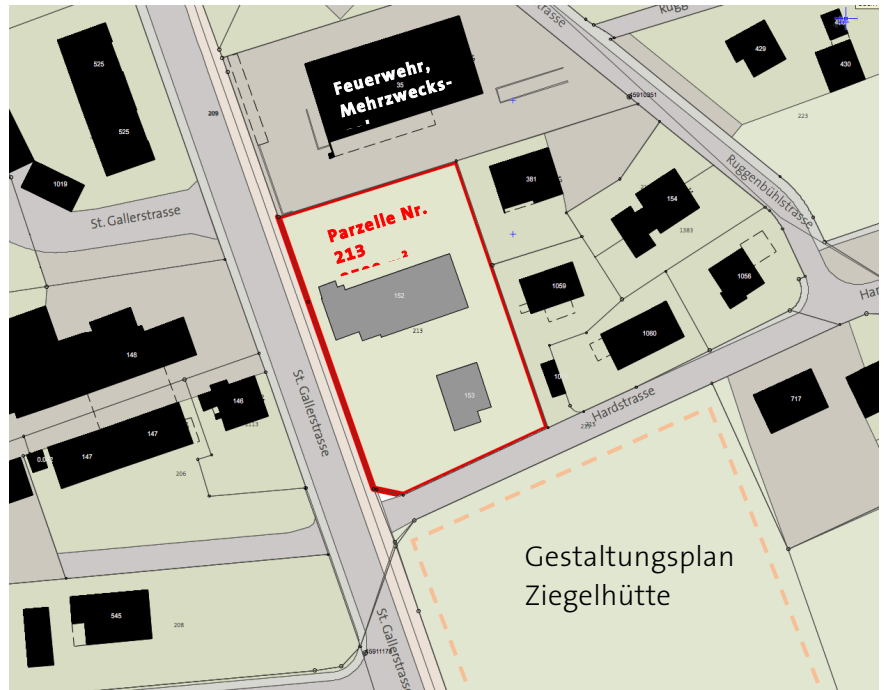 525
525
209
1019
St. Gallerstrasse
Feuerwehr,
35
Mehrzwecks-
429
430
223
Ruggenbühlstrasse
381
154
1383
Parzelle Nr.
213
152
213
153
1059
1056
1060
148
146
147
147
206
St. Gallerstrasse
Hardstrasse
717
545
208
St. Gallerstrasse
Gestaltungsplan
Ziegelhütte